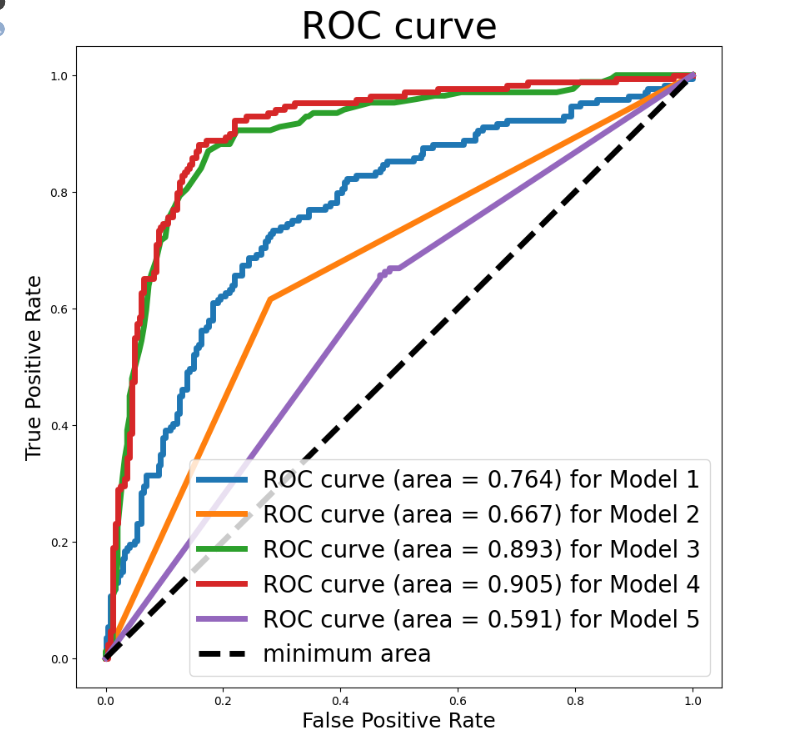 ROC curve
1.0
0.8
0.6
0.4
0.2
0.0
True Positive Rate
ROC curve (area = 0.764) for Model 1
ROC curve (area = 0.667) for Model 2
ROC curve (area = 0.893) for Model 3
ROC curve (area = 0.905) for Model 4
ROC curve (area = 0.591) for Model 5
minimum area
0.0 0.2 0.4 0.6 0.8 1.0
False Positive Rate